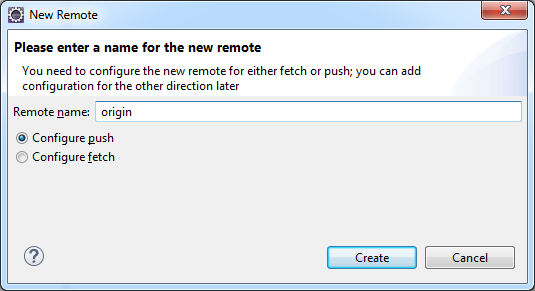 New Remote
Please enter a name for the new remote
You need to configure the new remote for either fetch or push; you can add
configuration for the other direction later
Remote name: origin
Configure push
Configure fetch
?
Create Cancel